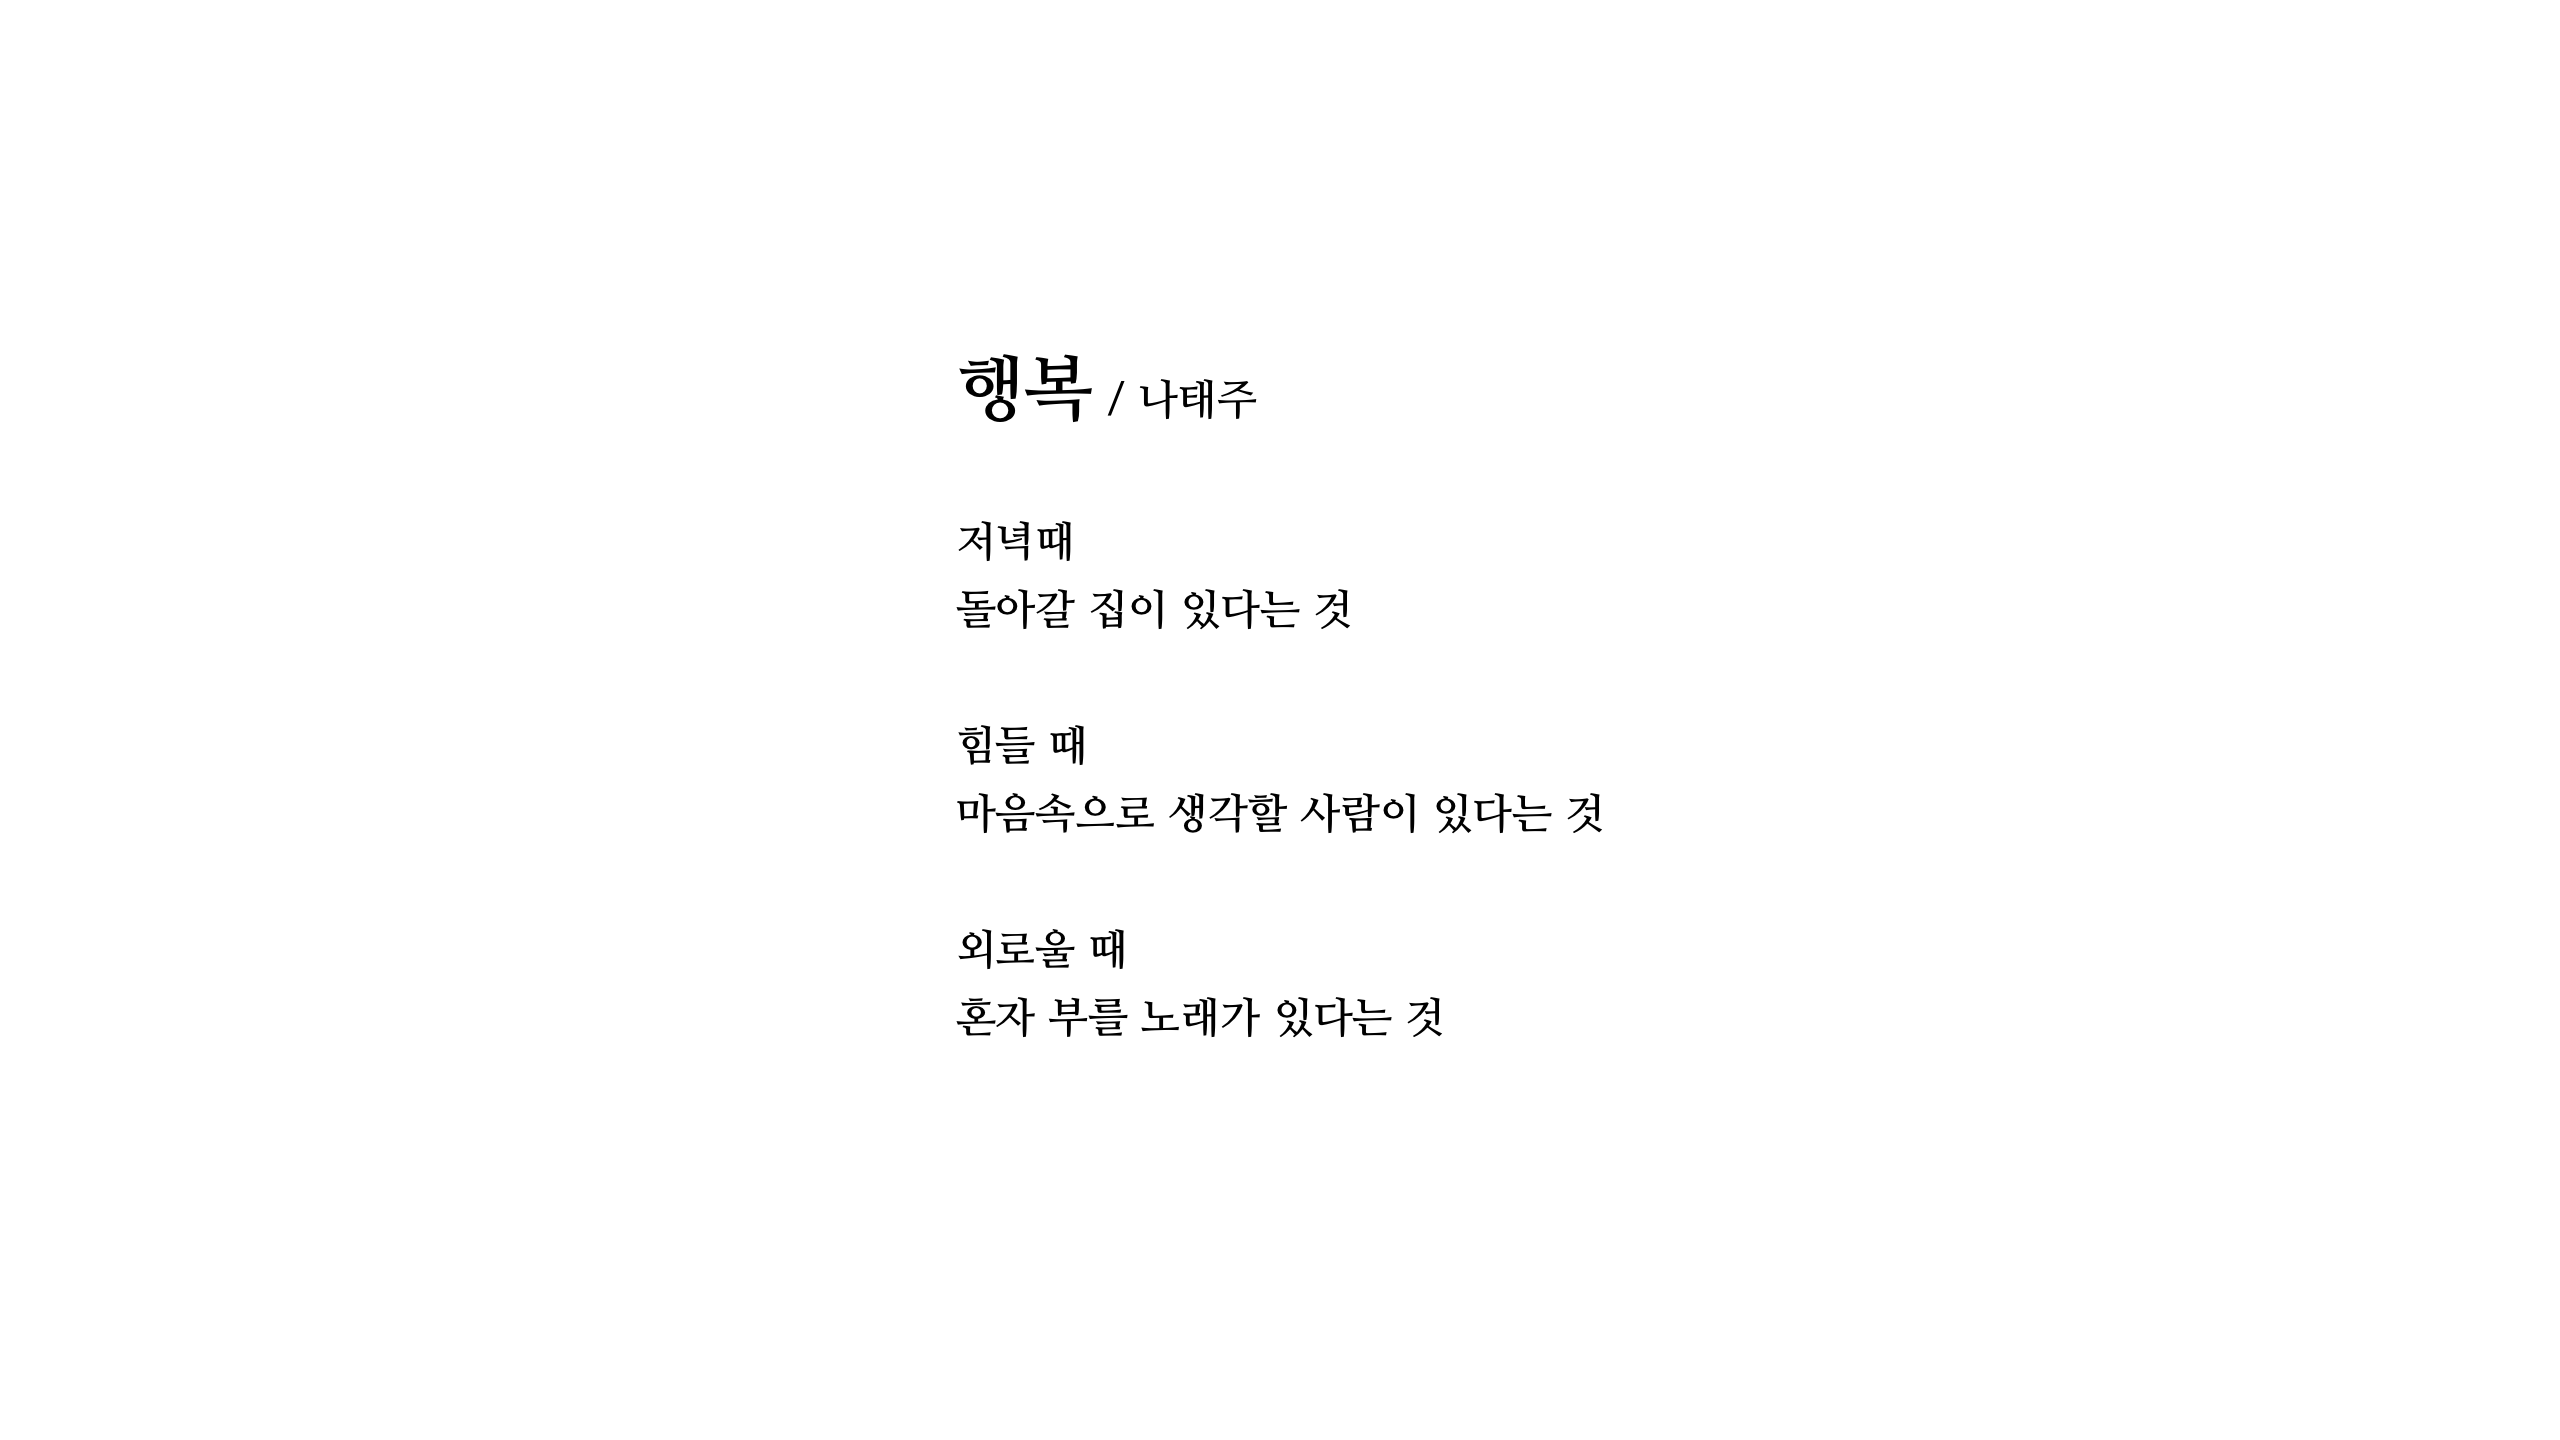 행복 / 나태주
저녁때
돌아갈 집이 있다는 것
힘들 때
마음속으로 생각할 사람이 있다는 것
외로울 때
혼자 부를 노래가 있다는 것